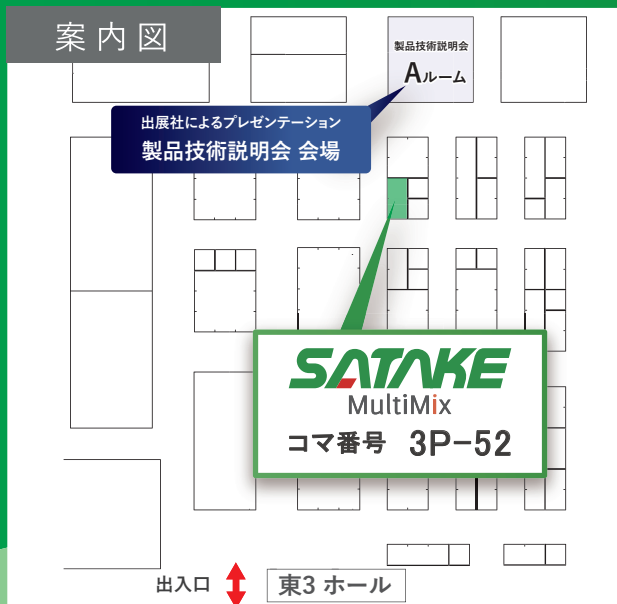 案内図
製品技術説明会
Aルーム
出展社によるプレゼンテーション
製品技術説明会 会場
SATAKE
MultiMix
コマ番号 3P-52
出入口
東3 ホール